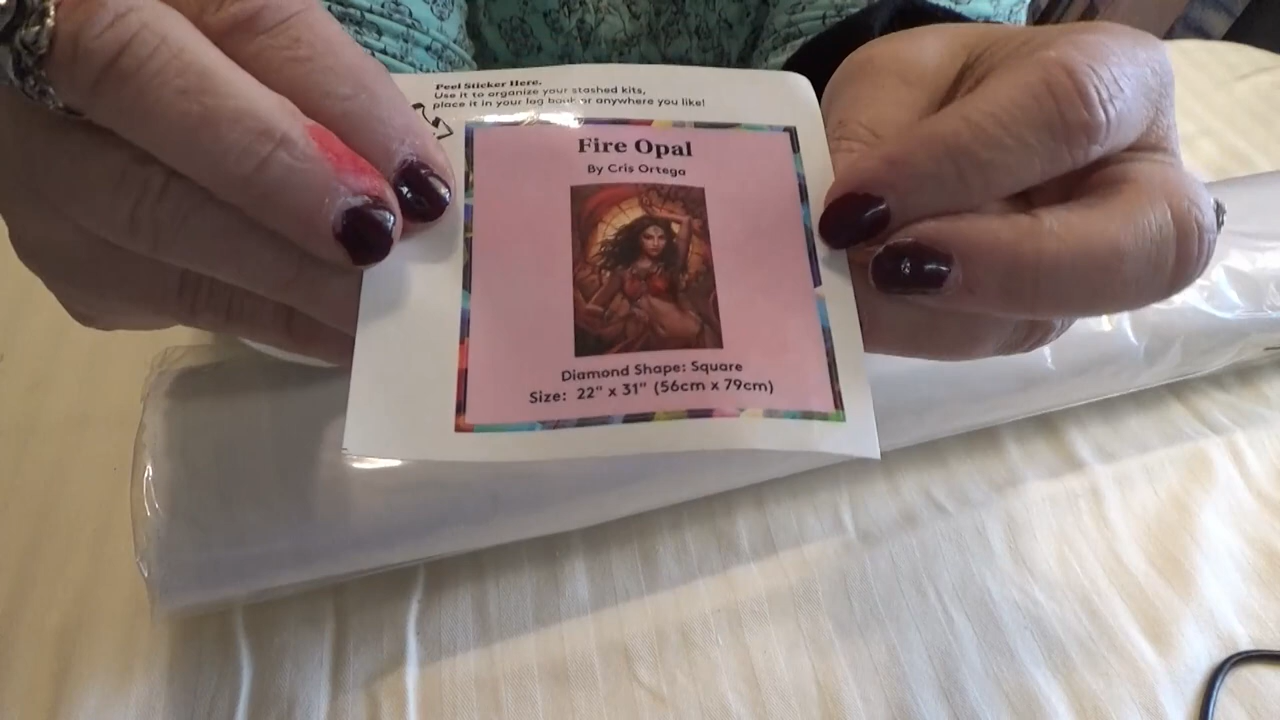 Peel Sticker Here.
Use it to organize your stashed kits,
place it in your log book or anywhere you like!
Fire Opal
By Cris Ortega
Diamond Shape: Square
Size: 22" x 31" (56cm x 79cm)